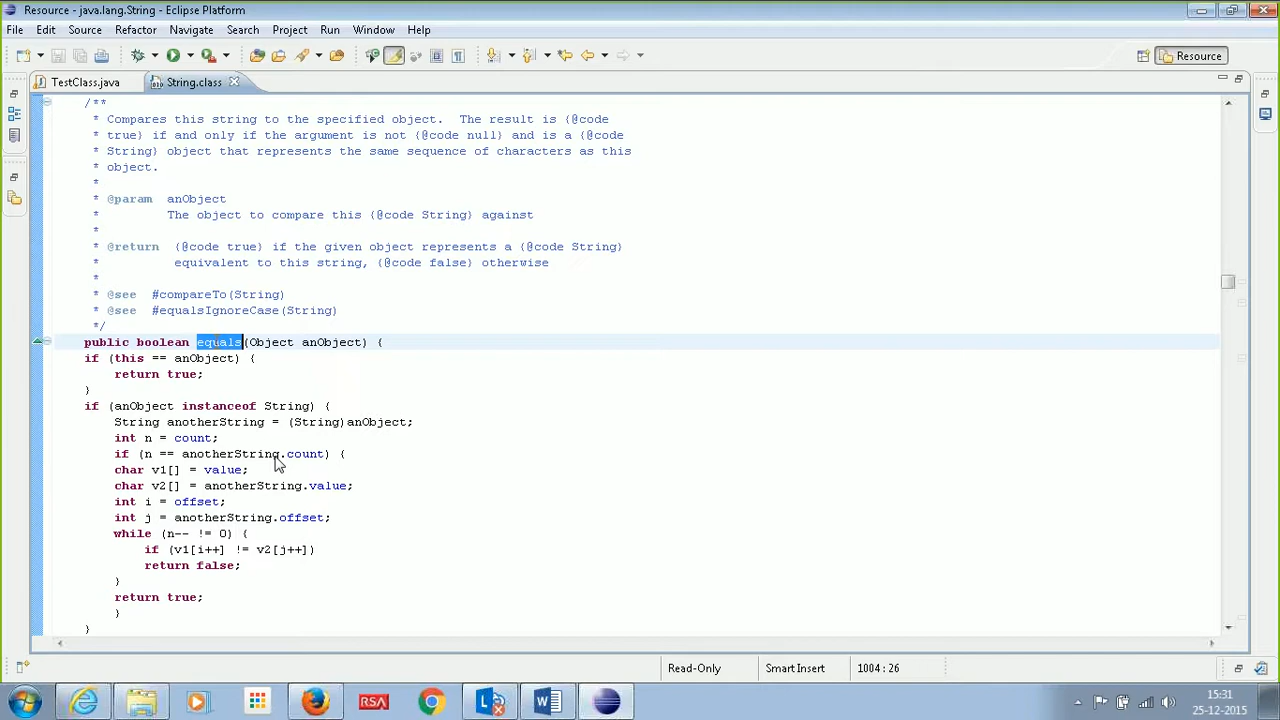 Resource - java.lang.String - Eclipse Platform
File Edit Source Refactor Navigate Search Project Run Window Help
Resource
TestClass.java String.class
/**
* Compares this string to the specified object. The result is {@code
* true} if and only if the argument is not {@code null} and is a {@code
* String} object that represents the same sequence of characters as this
* object.
*
* @param anObject
* The object to compare this {@code String} against
*
* @return {@code true} if the given object represents a {@code String}
* equivalent to this string, {@code false} otherwise
*
* @see #compareTo(String)
* @see #equalsIgnoreCase(String)
*/
public boolean equals(Object anObject) {
if (this == anObject) {
return true;
}
if (anObject instanceof String) {
String anotherString = (String)anObject;
int n = count;
if (n == anotherString.count) {
char v1[] = value;
char v2[] = anotherString.value;
int i = offset;
int j = anotherString.offset;
while (n-- != 0) {
if (v1[i++] != v2[j++])
return false;
}
return true;
}
}
Read-Only Smart Insert 1004 : 26
RSA
15:31
25-12-2015